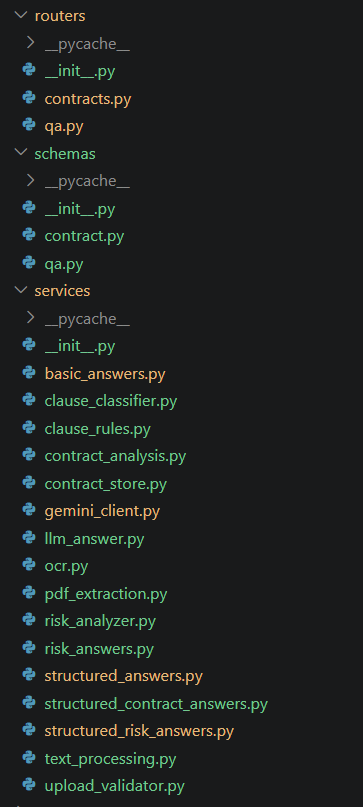 routers
__pycache__
__init__.py
contracts.py
qa.py
schemas
__pycache__
__init__.py
contract.py
qa.py
services
__pycache__
__init__.py
basic_answers.py
clause_classifier.py
clause_rules.py
contract_analysis.py
contract_store.py
gemini_client.py
llm_answer.py
ocr.py
pdf_extraction.py
risk_analyzer.py
risk_answers.py
structured_answers.py
structured_contract_answers.py
structured_risk_answers.py
text_processing.py
upload_validator.py